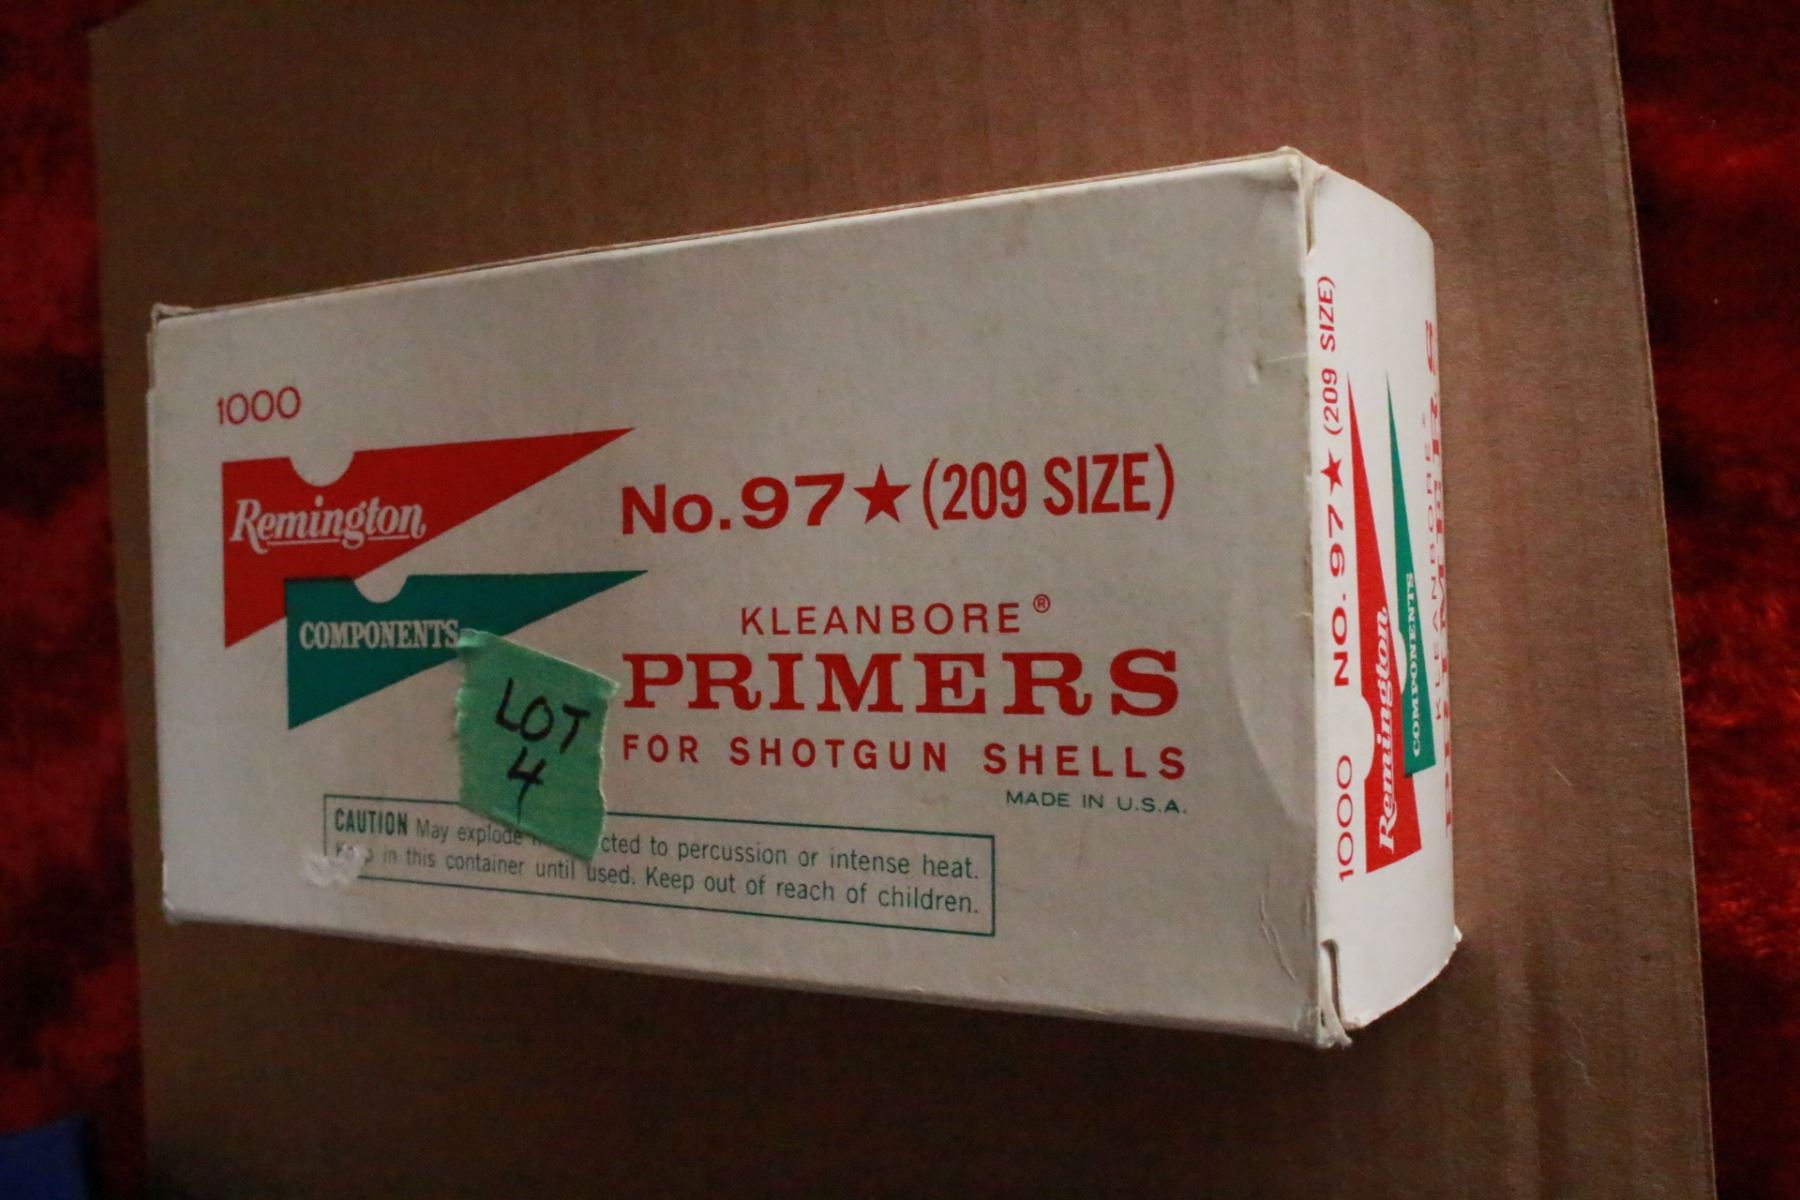 1000
Remington
COMPONENTS
No. 97★ (209 SIZE)
KLEANBORE®
PRIMERS
FOR SHOTGUN SHELLS
MADE IN U.S.A.
LOT
4
CAUTION May explode cted to percussion or intense heat.
in this container until used. Keep out of reach of children.
1000 NO. 97★ (209 SIZE)
Remington
COMPONENTS
KLEANBORE®
PRIMERS